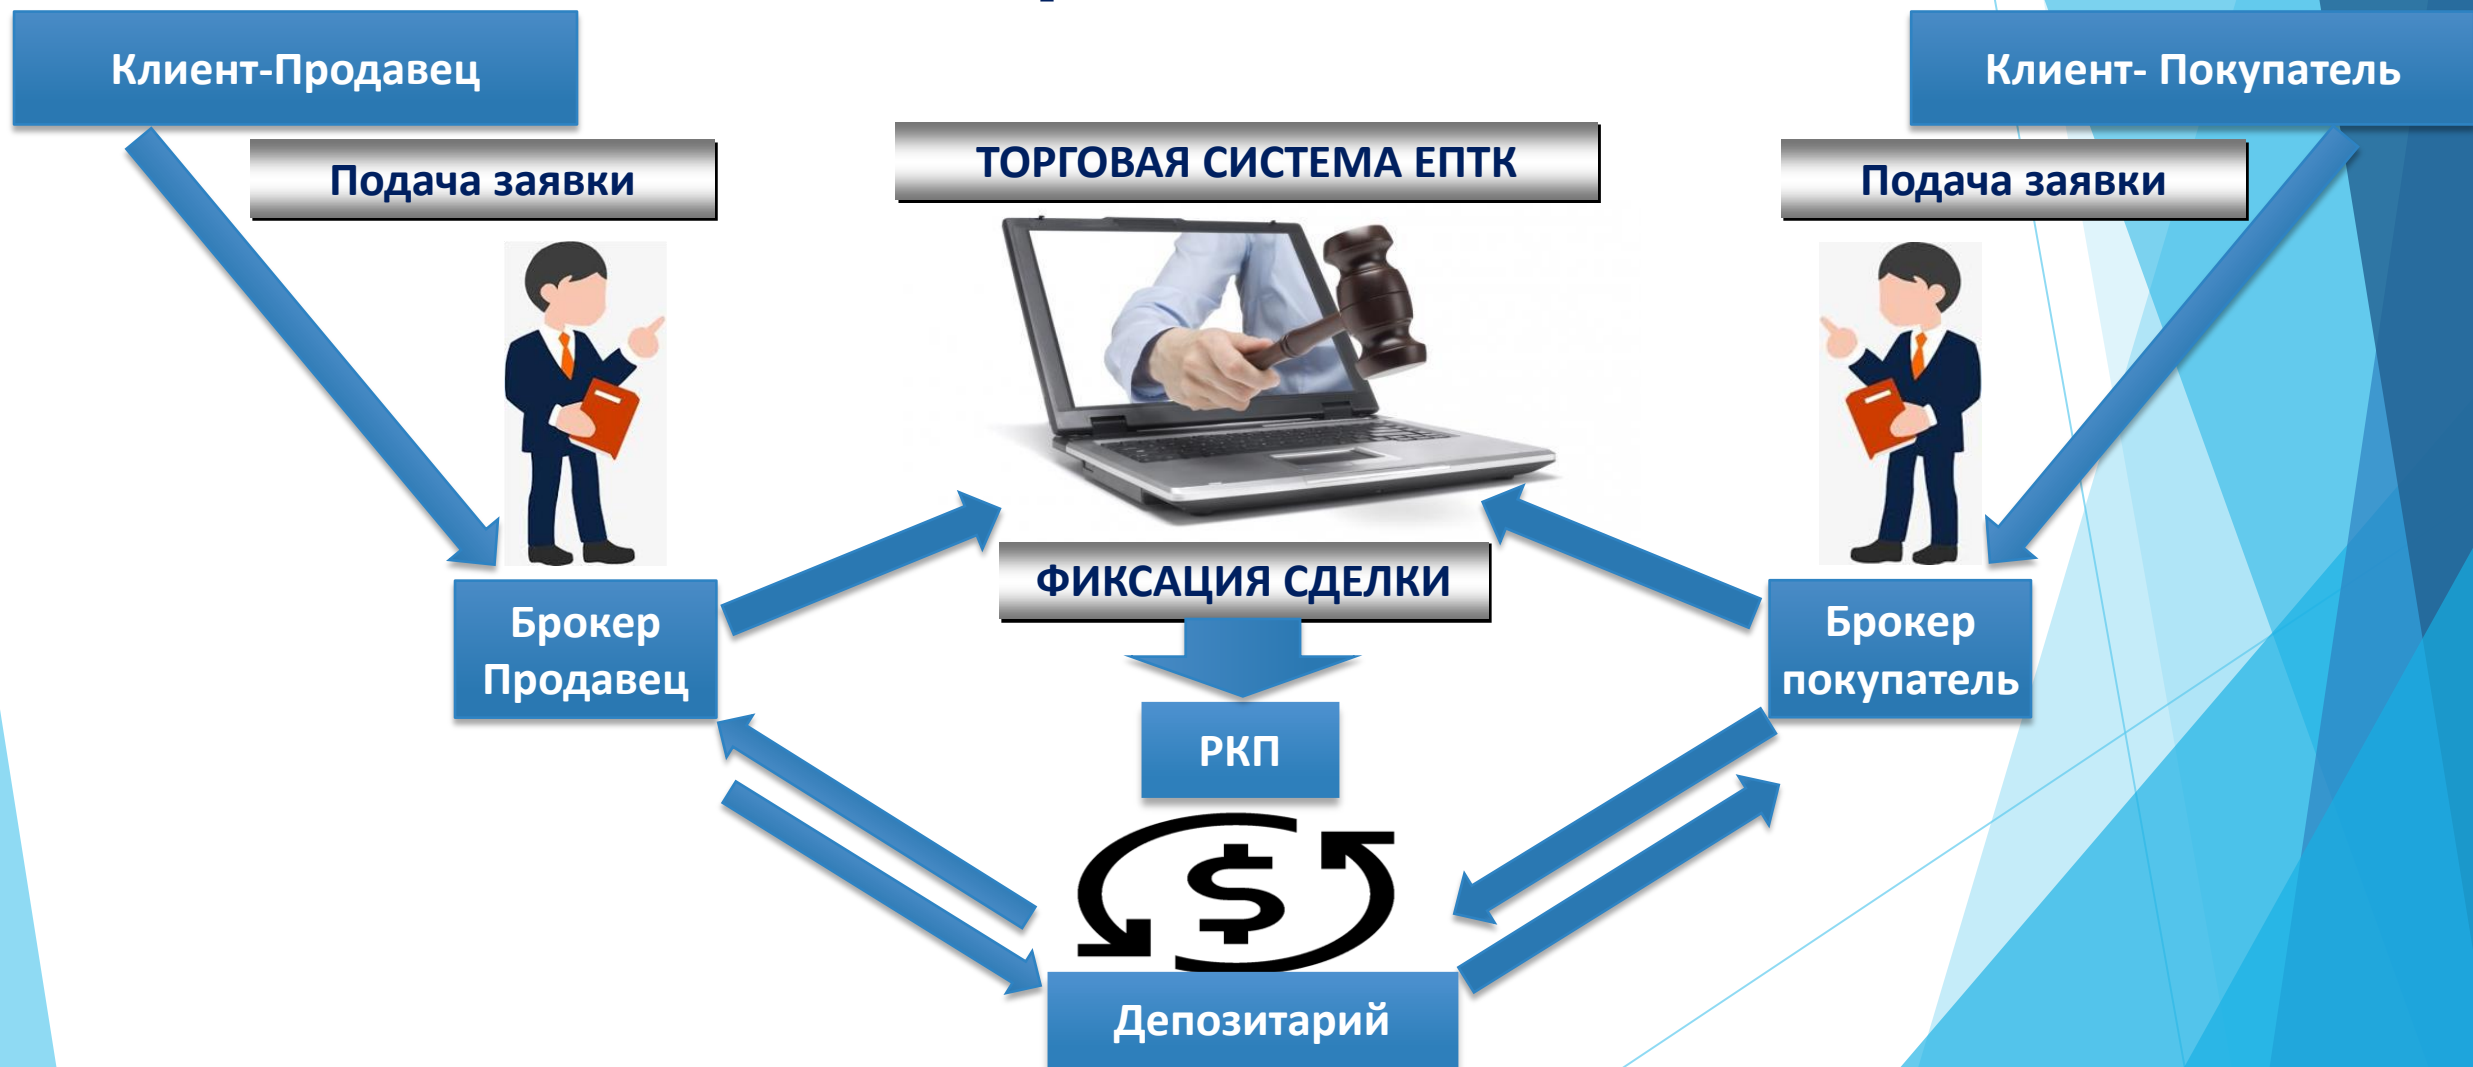 Клиент-Продавец
Клиент- Покупатель
Подача заявки
ТОРГОВАЯ СИСТЕМА ЕПТК
Подача заявки
ФИКСАЦИЯ СДЕЛКИ
Брокер
Продавец
Брокер
покупатель
РКП
$
Депозитарий